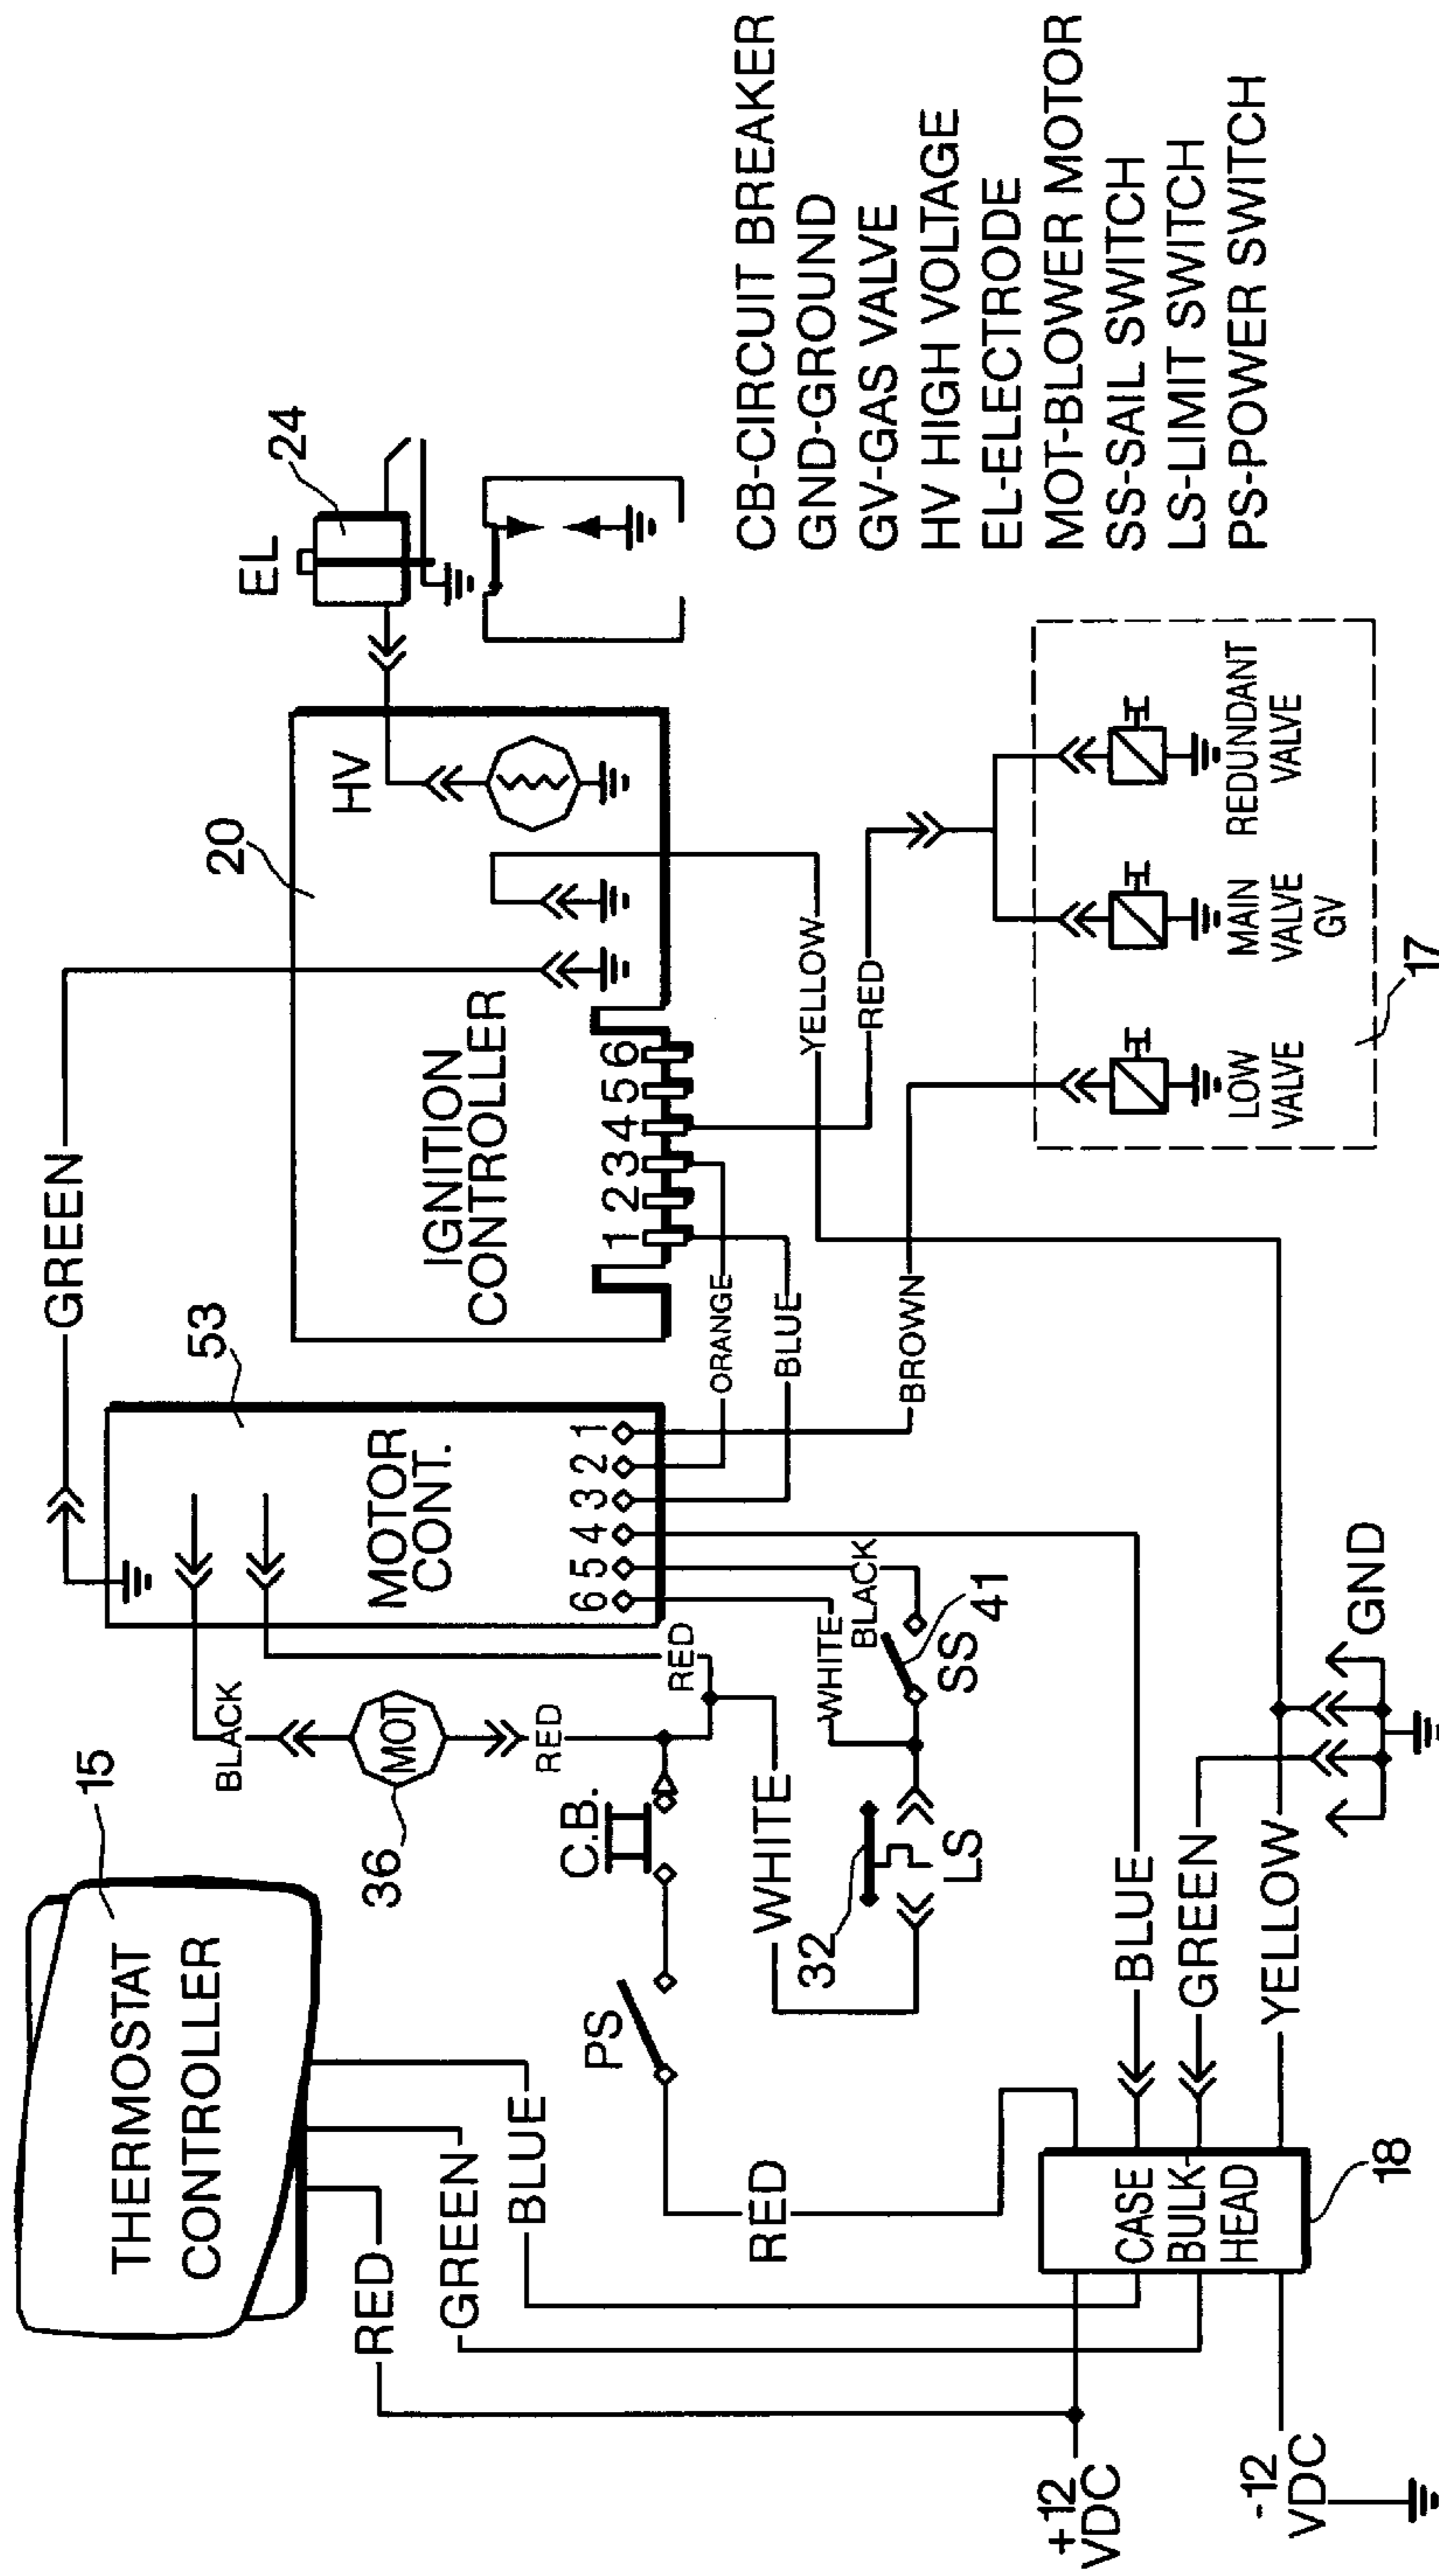 THERMOSTAT
CONTROLLER
15
RED
GREEN
BLUE
+12
VDC
-12
VDC
CASE
BULK-
HEAD
18
RED
PS
C.B.
36
MOT
BLACK
RED
RED
WHITE
32
LS
WHITE
BLACK
SS
41
BLUE
GREEN
YELLOW
GND
GREEN
53
MOTOR
CONT.
6 5 4 3 2 1
ORANGE
BLUE
BROWN
20
IGNITION
CONTROLLER
1 2 3 4 5 6
HV
YELLOW
RED
EL
24
LOW
VALVE
MAIN
VALVE
GV
REDUNDANT
VALVE
17
CB-CIRCUIT BREAKER
GND-GROUND
GV-GAS VALVE
HV HIGH VOLTAGE
EL-ELECTRODE
MOT-BLOWER MOTOR
SS-SAIL SWITCH
LS-LIMIT SWITCH
PS-POWER SWITCH